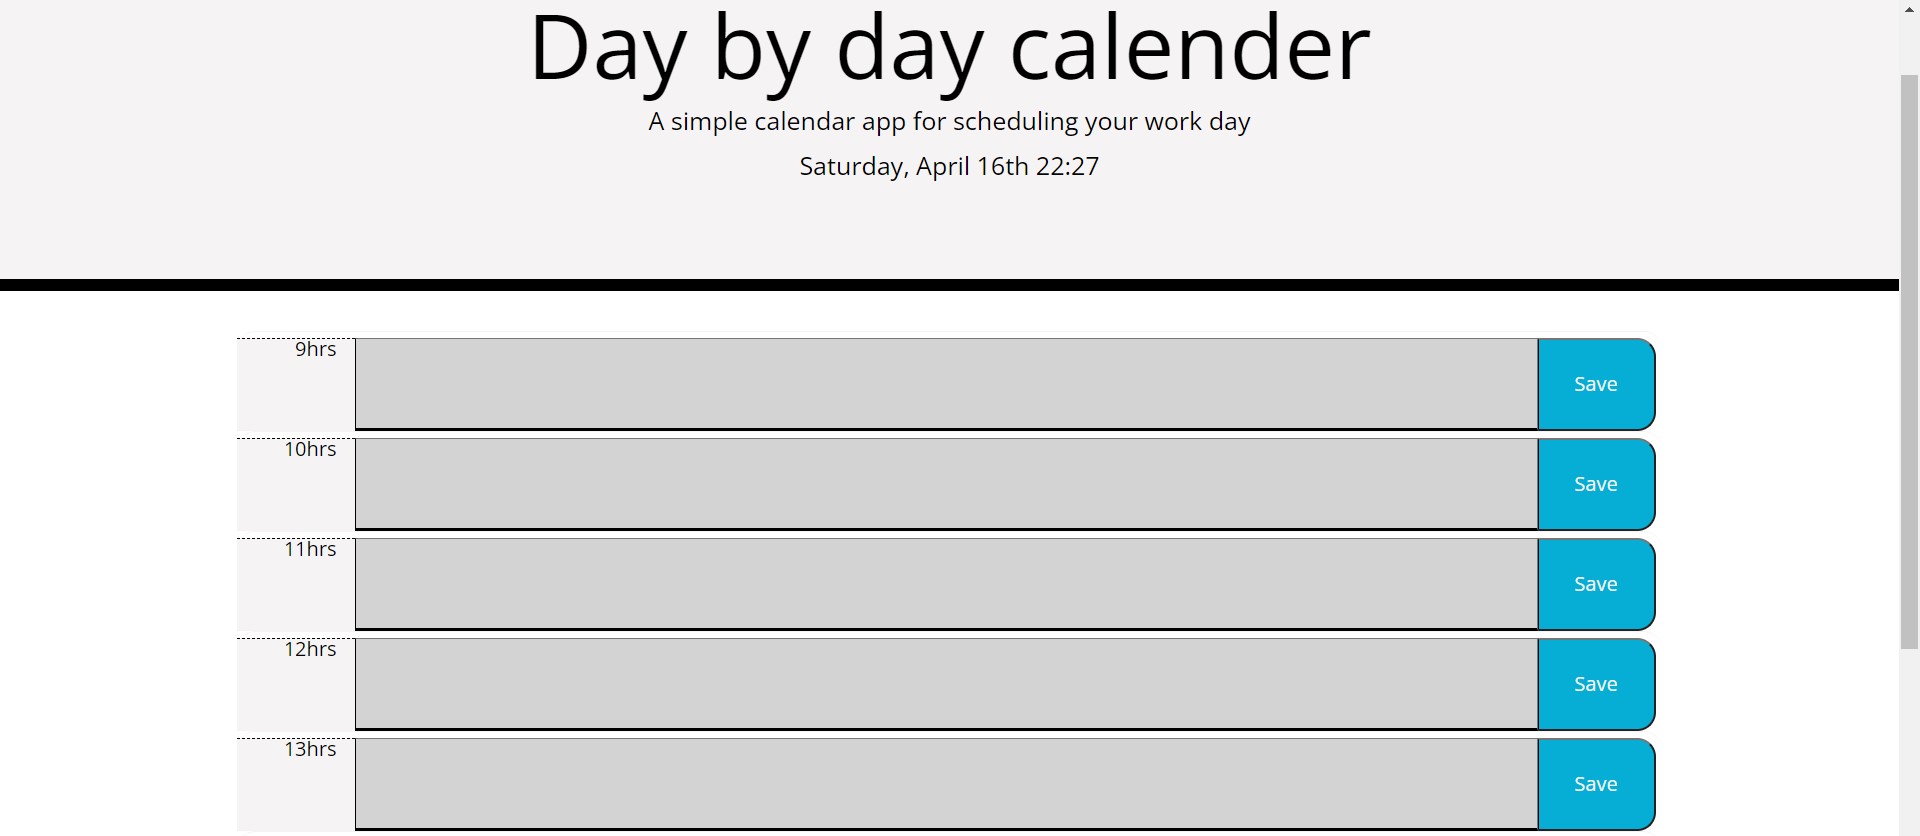 Day by day calender
A simple calendar app for scheduling your work day
Saturday, April 16th 22:27
9hrs
Save
10hrs
Save
11hrs
Save
12hrs
Save
13hrs
Save